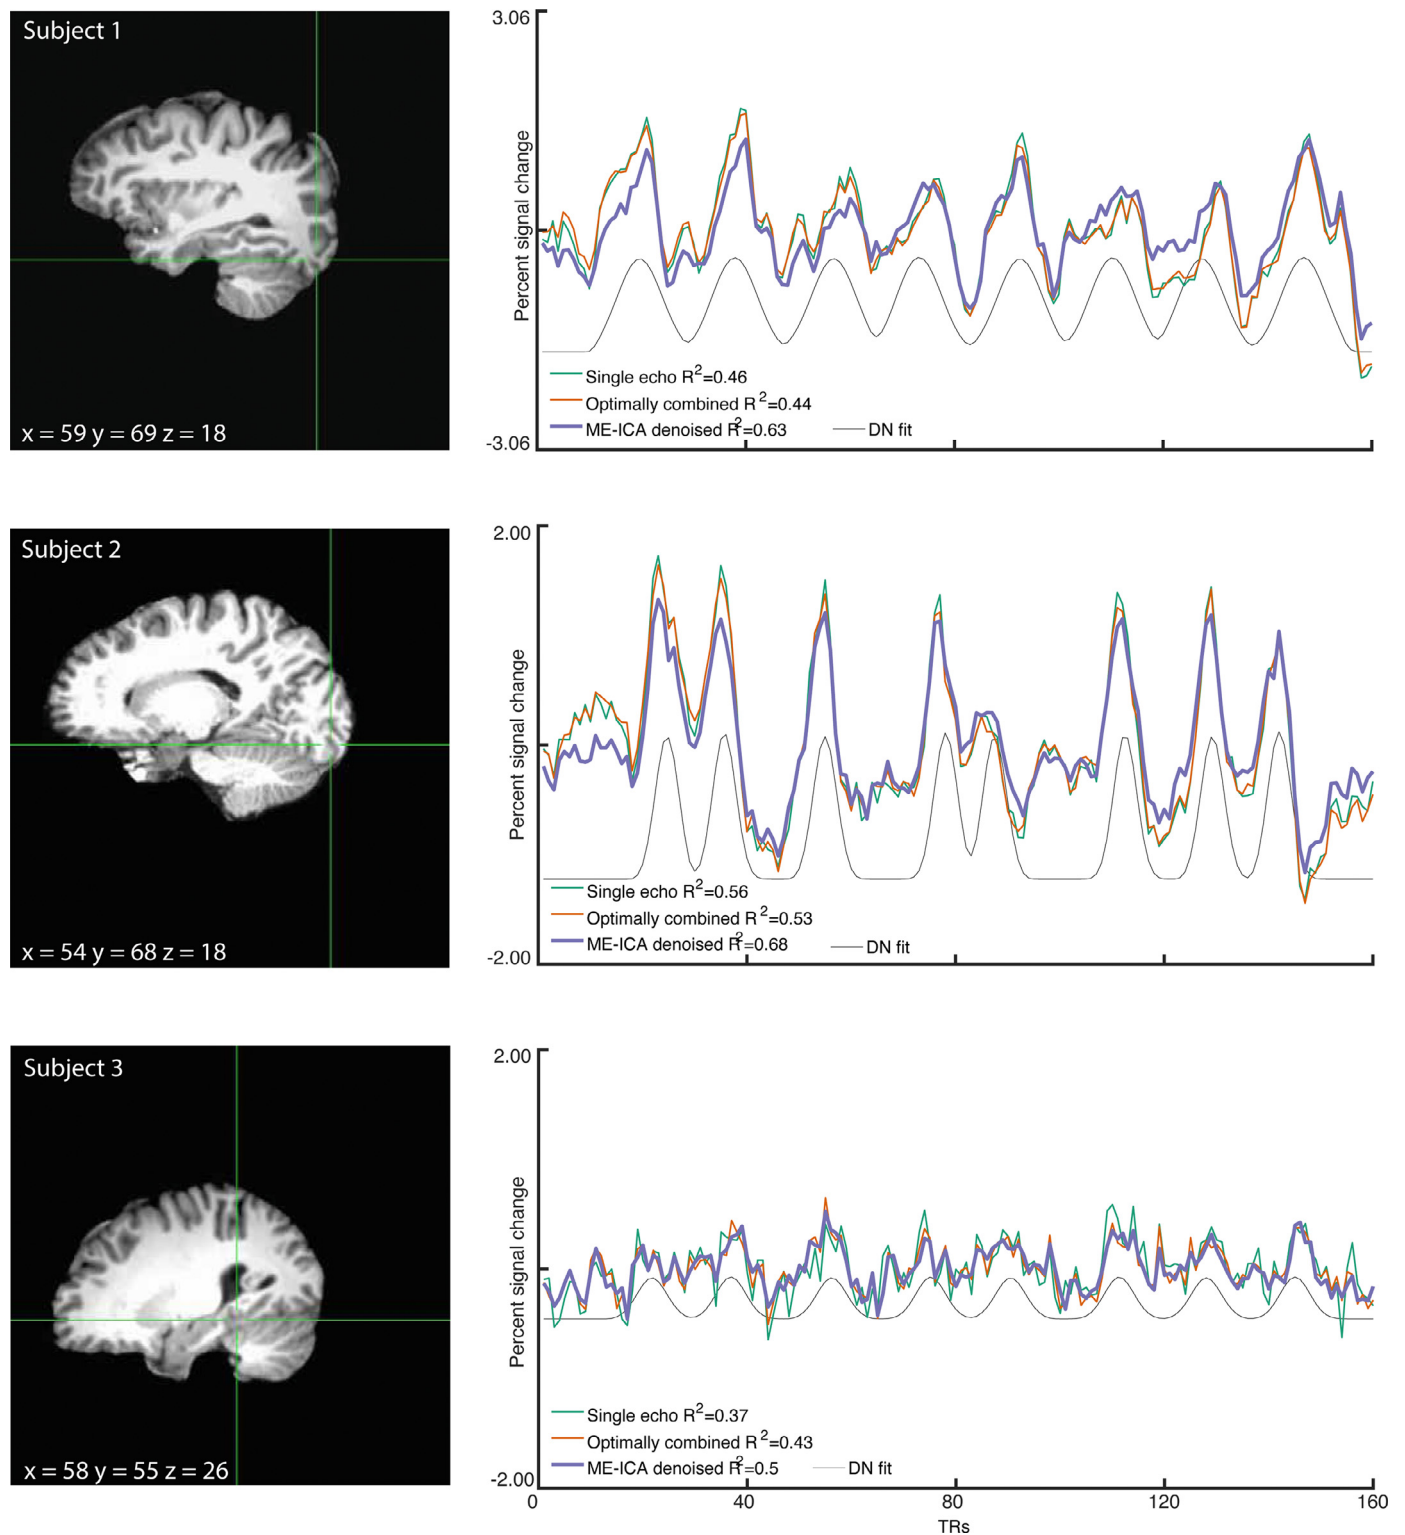 Subject 1
x = 59 y = 69 z = 18
3.06
Percent signal change
-3.06
Single echo R²=0.46
Optimally combined R²=0.44
ME-ICA denoised R²=0.63
DN fit
Subject 2
x = 54 y = 68 z = 18
2.00
Percent signal change
-2.00
Single echo R²=0.56
Optimally combined R²=0.53
ME-ICA denoised R²=0.68
DN fit
Subject 3
x = 58 y = 55 z = 26
2.00
Percent signal change
-2.00
Single echo R²=0.37
Optimally combined R²=0.43
ME-ICA denoised R²=0.5
DN fit
0 40 80 120 160
TRs